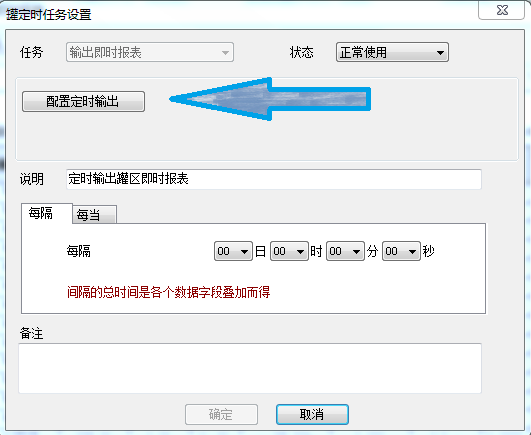 罐定时任务设置
任务 输出即时报表 状态 正常使用
配置定时输出
说明 定时输出罐区即时报表
每隔 每当
每隔 00 日 00 时 00 分 00 秒
间隔的总时间是各个数据字段叠加而得
备注
确定 取消